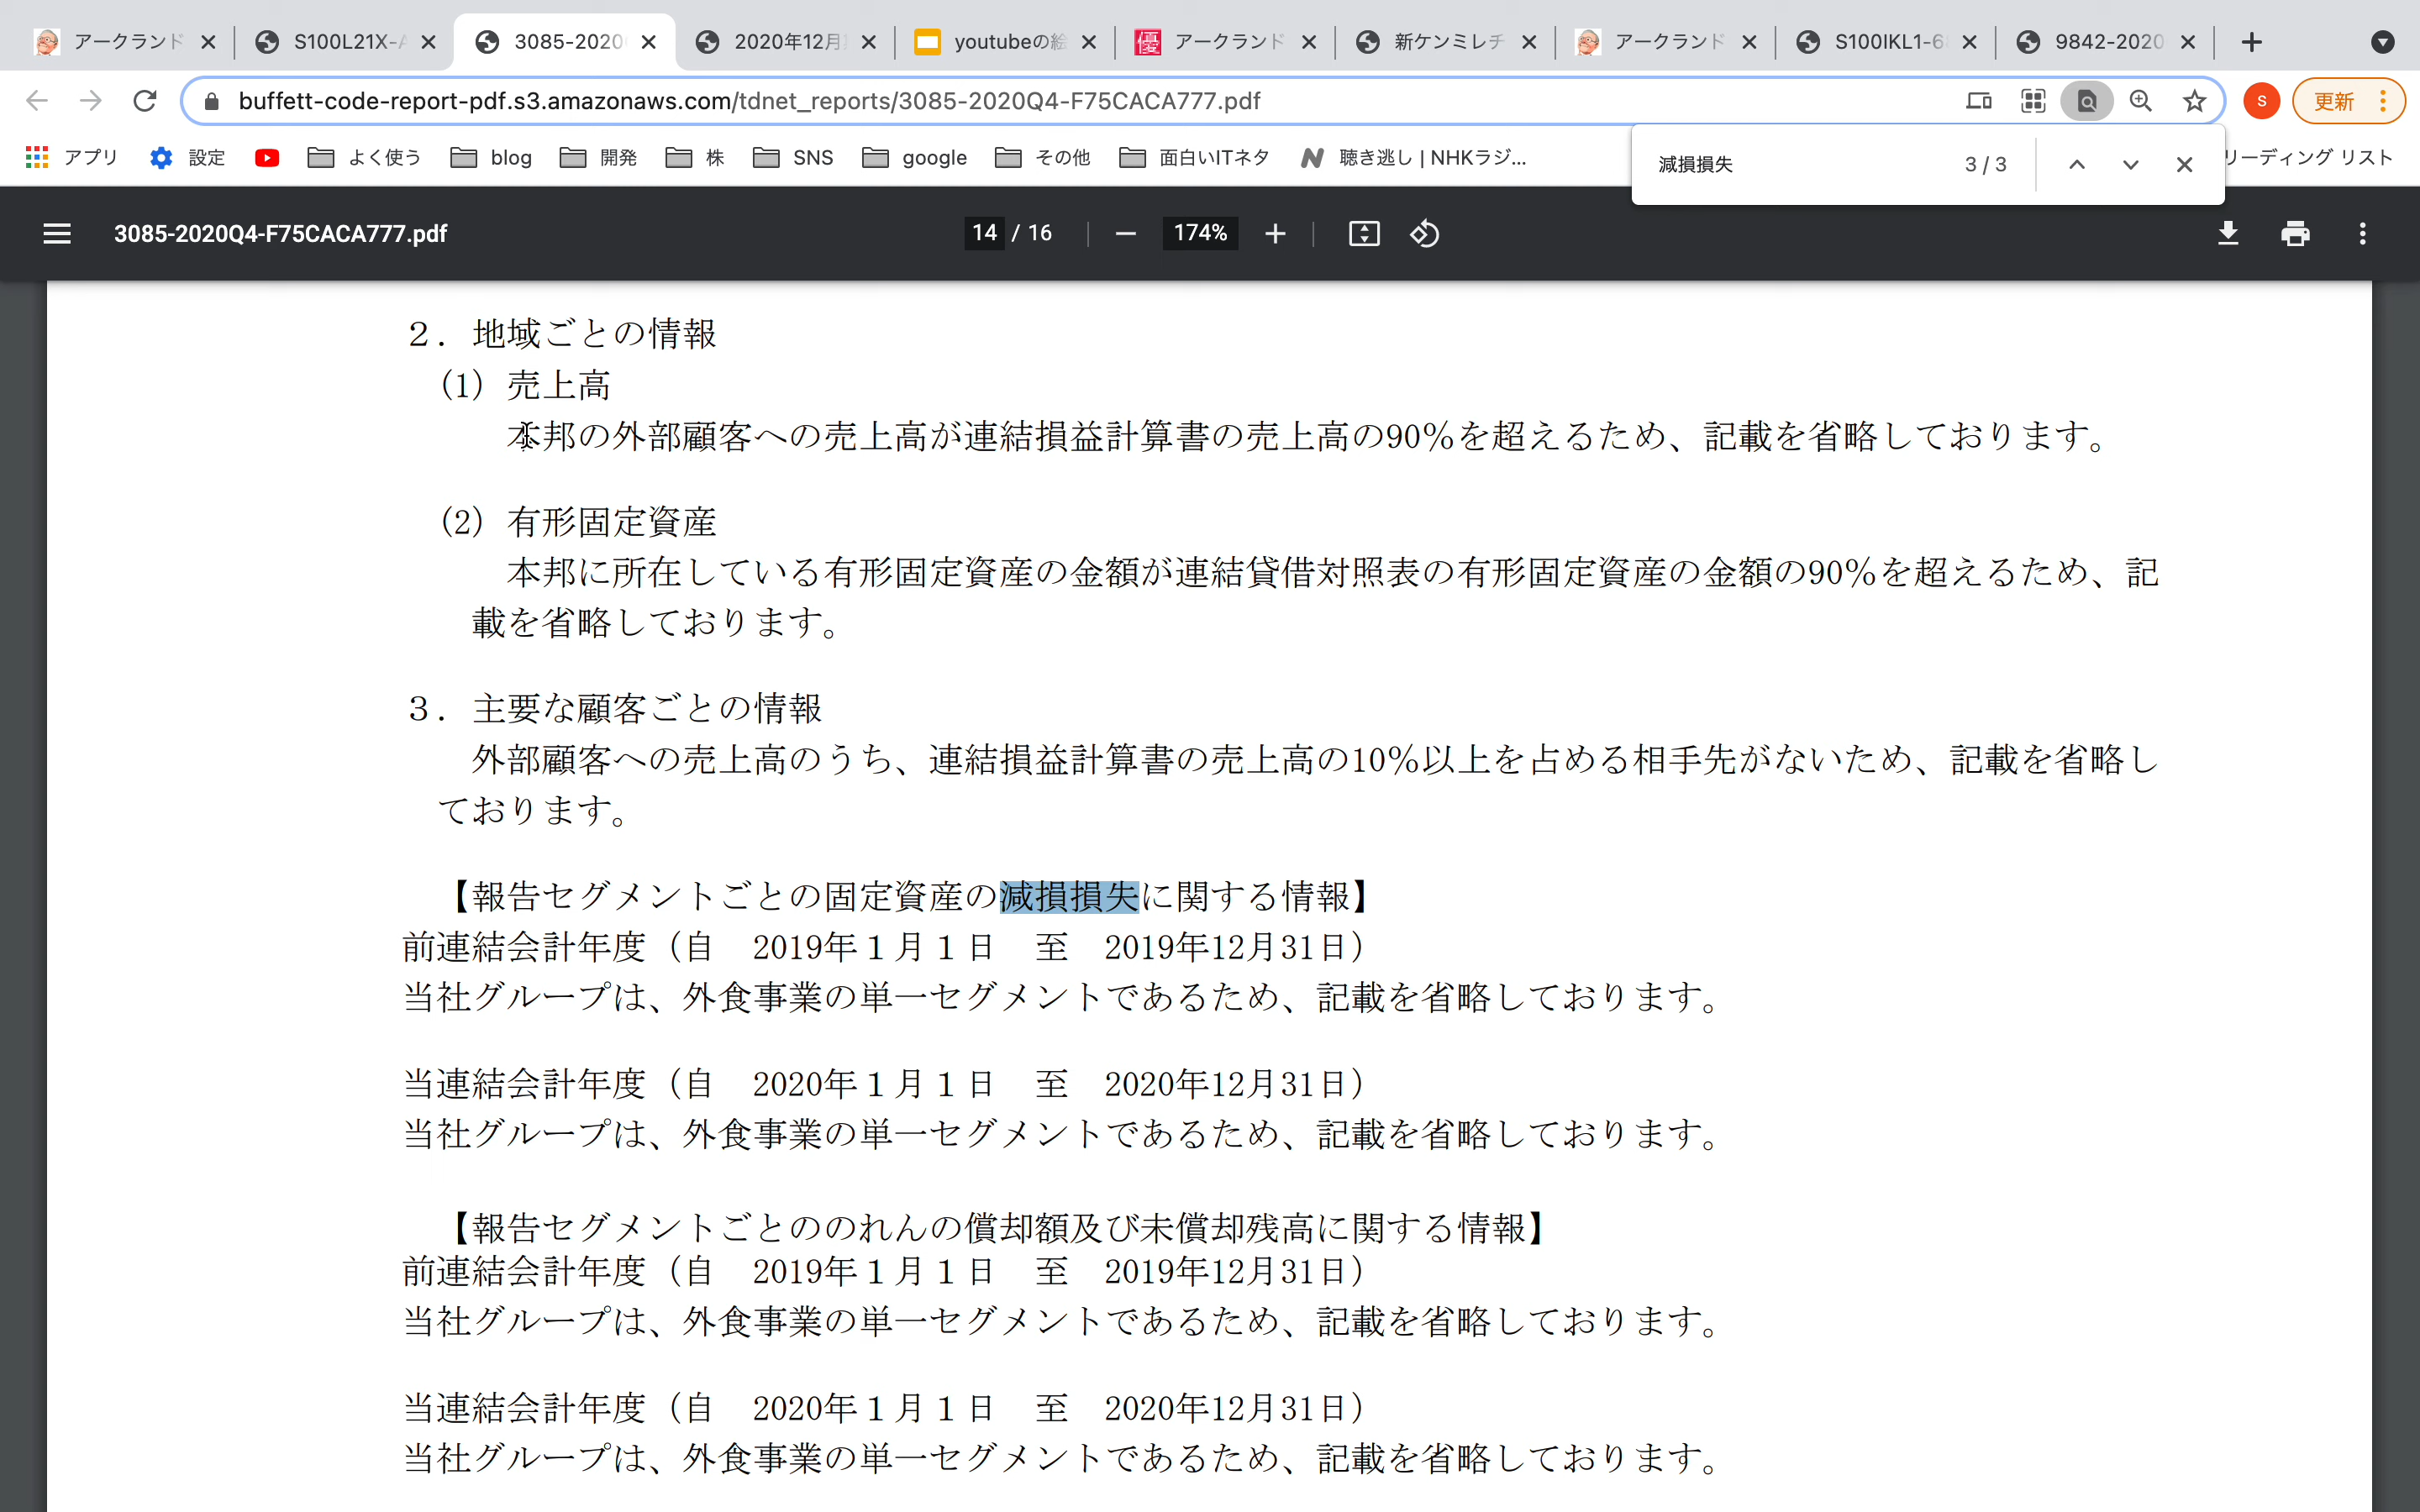 アークランド
S100L21X-A
3085-2020
2020年12月
youtubeの絵
アークランド
新ケンミレチ
アークランド
S100IKL1-6
9842-2020
buffett-code-report-pdf.s3.amazonaws.com/tdnet_reports/3085-2020Q4-F75CACA777.pdf
S
更新
アプリ
設定
よく使う
blog
開発
株
SNS
google
その他
面白いITネタ
聴き逃し | NHKラジ...
リーディング リスト
減損損失
3 / 3
3085-2020Q4-F75CACA777.pdf
14 / 16
174%
２．地域ごとの情報
(1) 売上高
本邦の外部顧客への売上高が連結損益計算書の売上高の90％を超えるため、記載を省略しております。
(2) 有形固定資産
本邦に所在している有形固定資産の金額が連結貸借対照表の有形固定資産の金額の90％を超えるため、記
載を省略しております。
３．主要な顧客ごとの情報
外部顧客への売上高のうち、連結損益計算書の売上高の10％以上を占める相手先がないため、記載を省略し
ております。
【報告セグメントごとの固定資産の減損損失に関する情報】
前連結会計年度（自　2019年１月１日　至　2019年12月31日）
当社グループは、外食事業の単一セグメントであるため、記載を省略しております。
当連結会計年度（自　2020年１月１日　至　2020年12月31日）
当社グループは、外食事業の単一セグメントであるため、記載を省略しております。
【報告セグメントごとののれんの償却額及び未償却残高に関する情報】
前連結会計年度（自　2019年１月１日　至　2019年12月31日）
当社グループは、外食事業の単一セグメントであるため、記載を省略しております。
当連結会計年度（自　2020年１月１日　至　2020年12月31日）
当社グループは、外食事業の単一セグメントであるため、記載を省略しております。